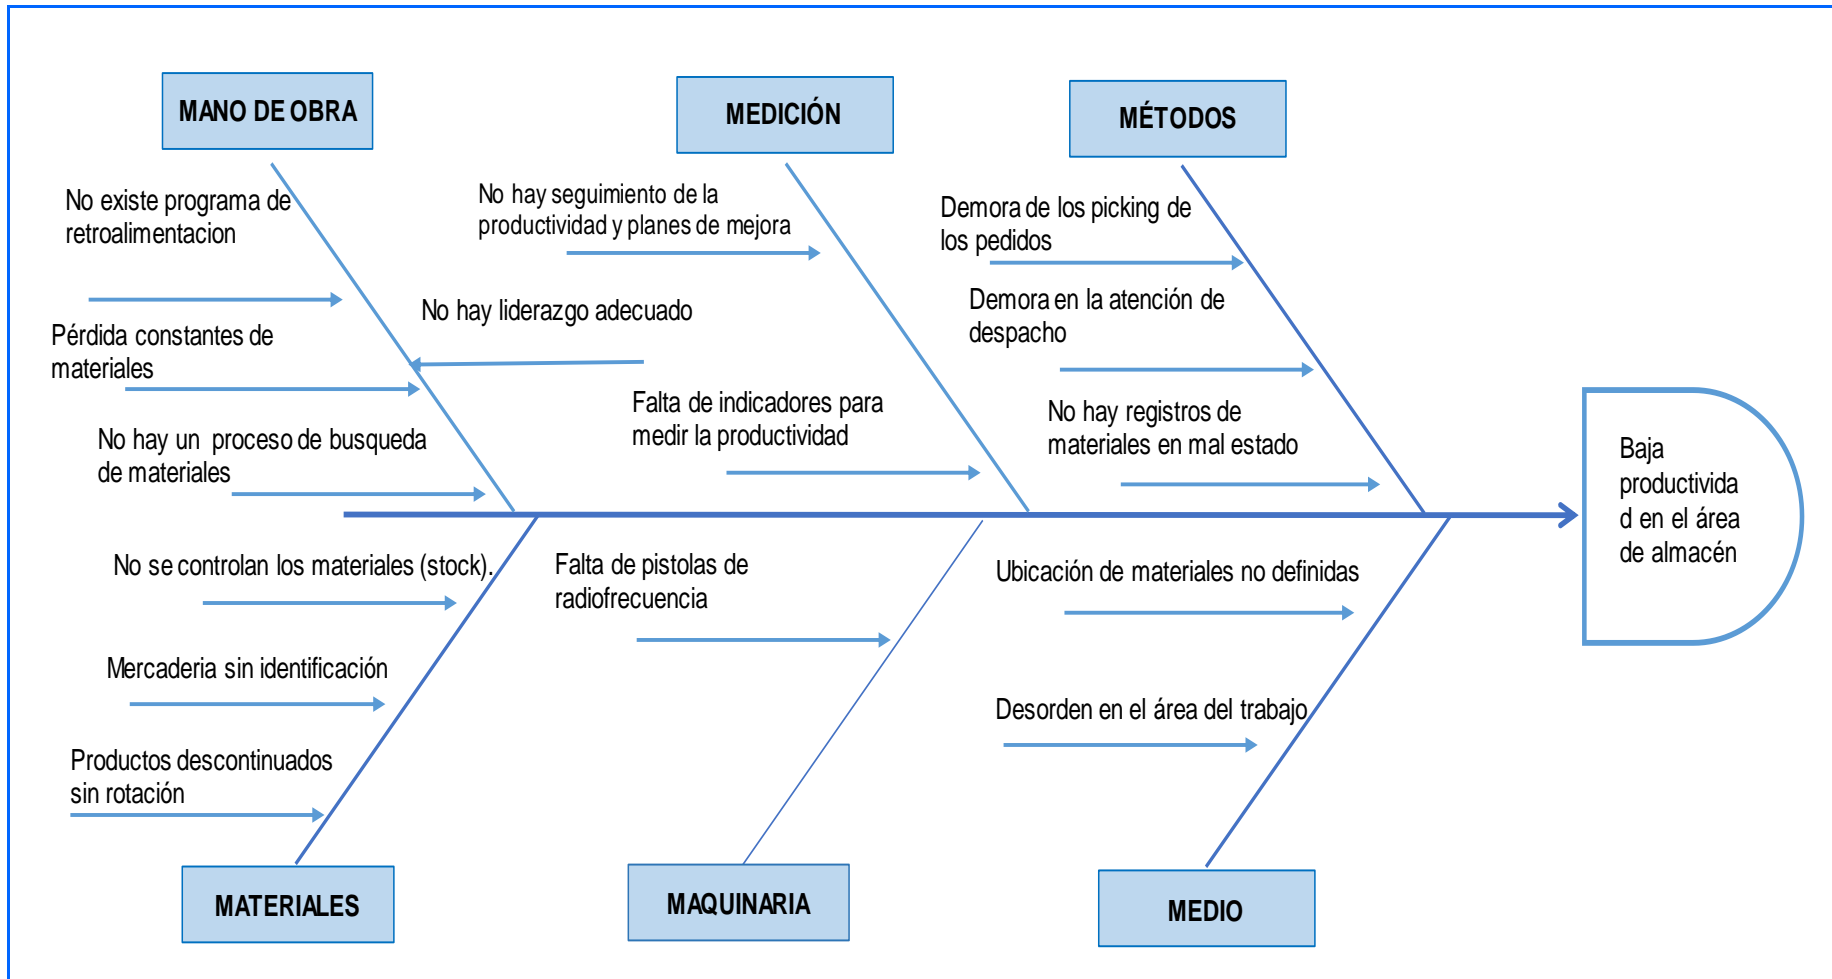 MANO DE OBRA
MEDICIÓN
MÉTODOS
No existe programa de
retroalimentacion
No hay seguimiento de la
productividad y planes de mejora
Demora de los picking de
los pedidos
No hay liderazgo adecuado
Demora en la atención de
despacho
Pérdida constantes de
materiales
Falta de indicadores para
medir la productividad
No hay registros de
materiales en mal estado
No hay un proceso de busqueda
de materiales
Baja
productivida
d en el área
de almacén
No se controlan los materiales (stock).
Falta de pistolas de
radiofrecuencia
Ubicación de materiales no definidas
Mercaderia sin identificación
Desorden en el área del trabajo
Productos descontinuados
sin rotación
MATERIALES
MAQUINARIA
MEDIO